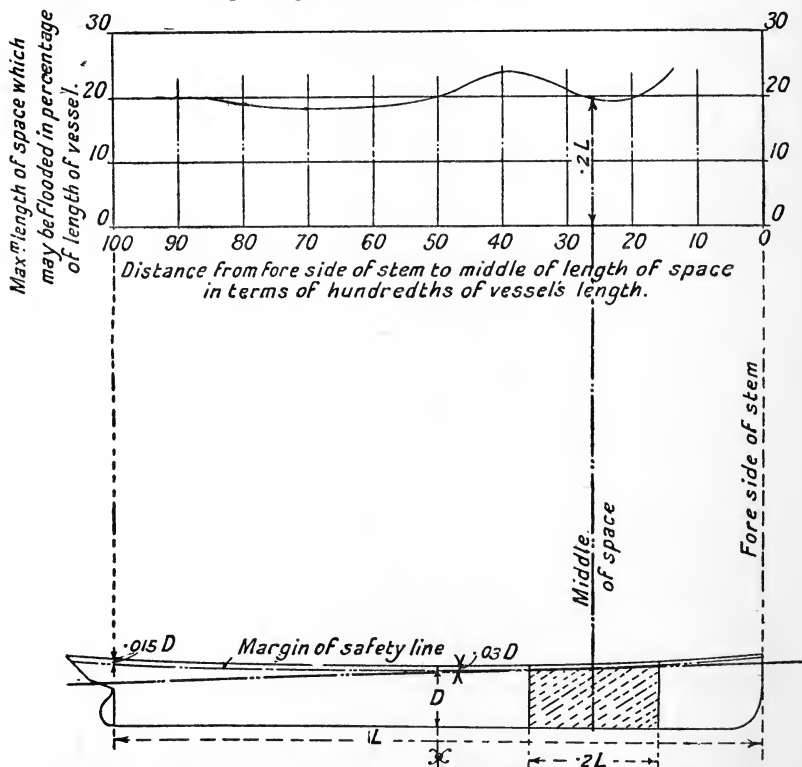 30
20
10
0
Max.m length of space which
may be flooded in percentage
of length of vessel.
30
20
10
.2L
100 90 80 70 60 50 40 30 20 10 0
Distance from fore side of stem to middle of length of space
in terms of hundredths of vessel's length.
Fore side of stem
Middle
of space
.015 D
Margin of safety line
.03 D
D
L
.2L